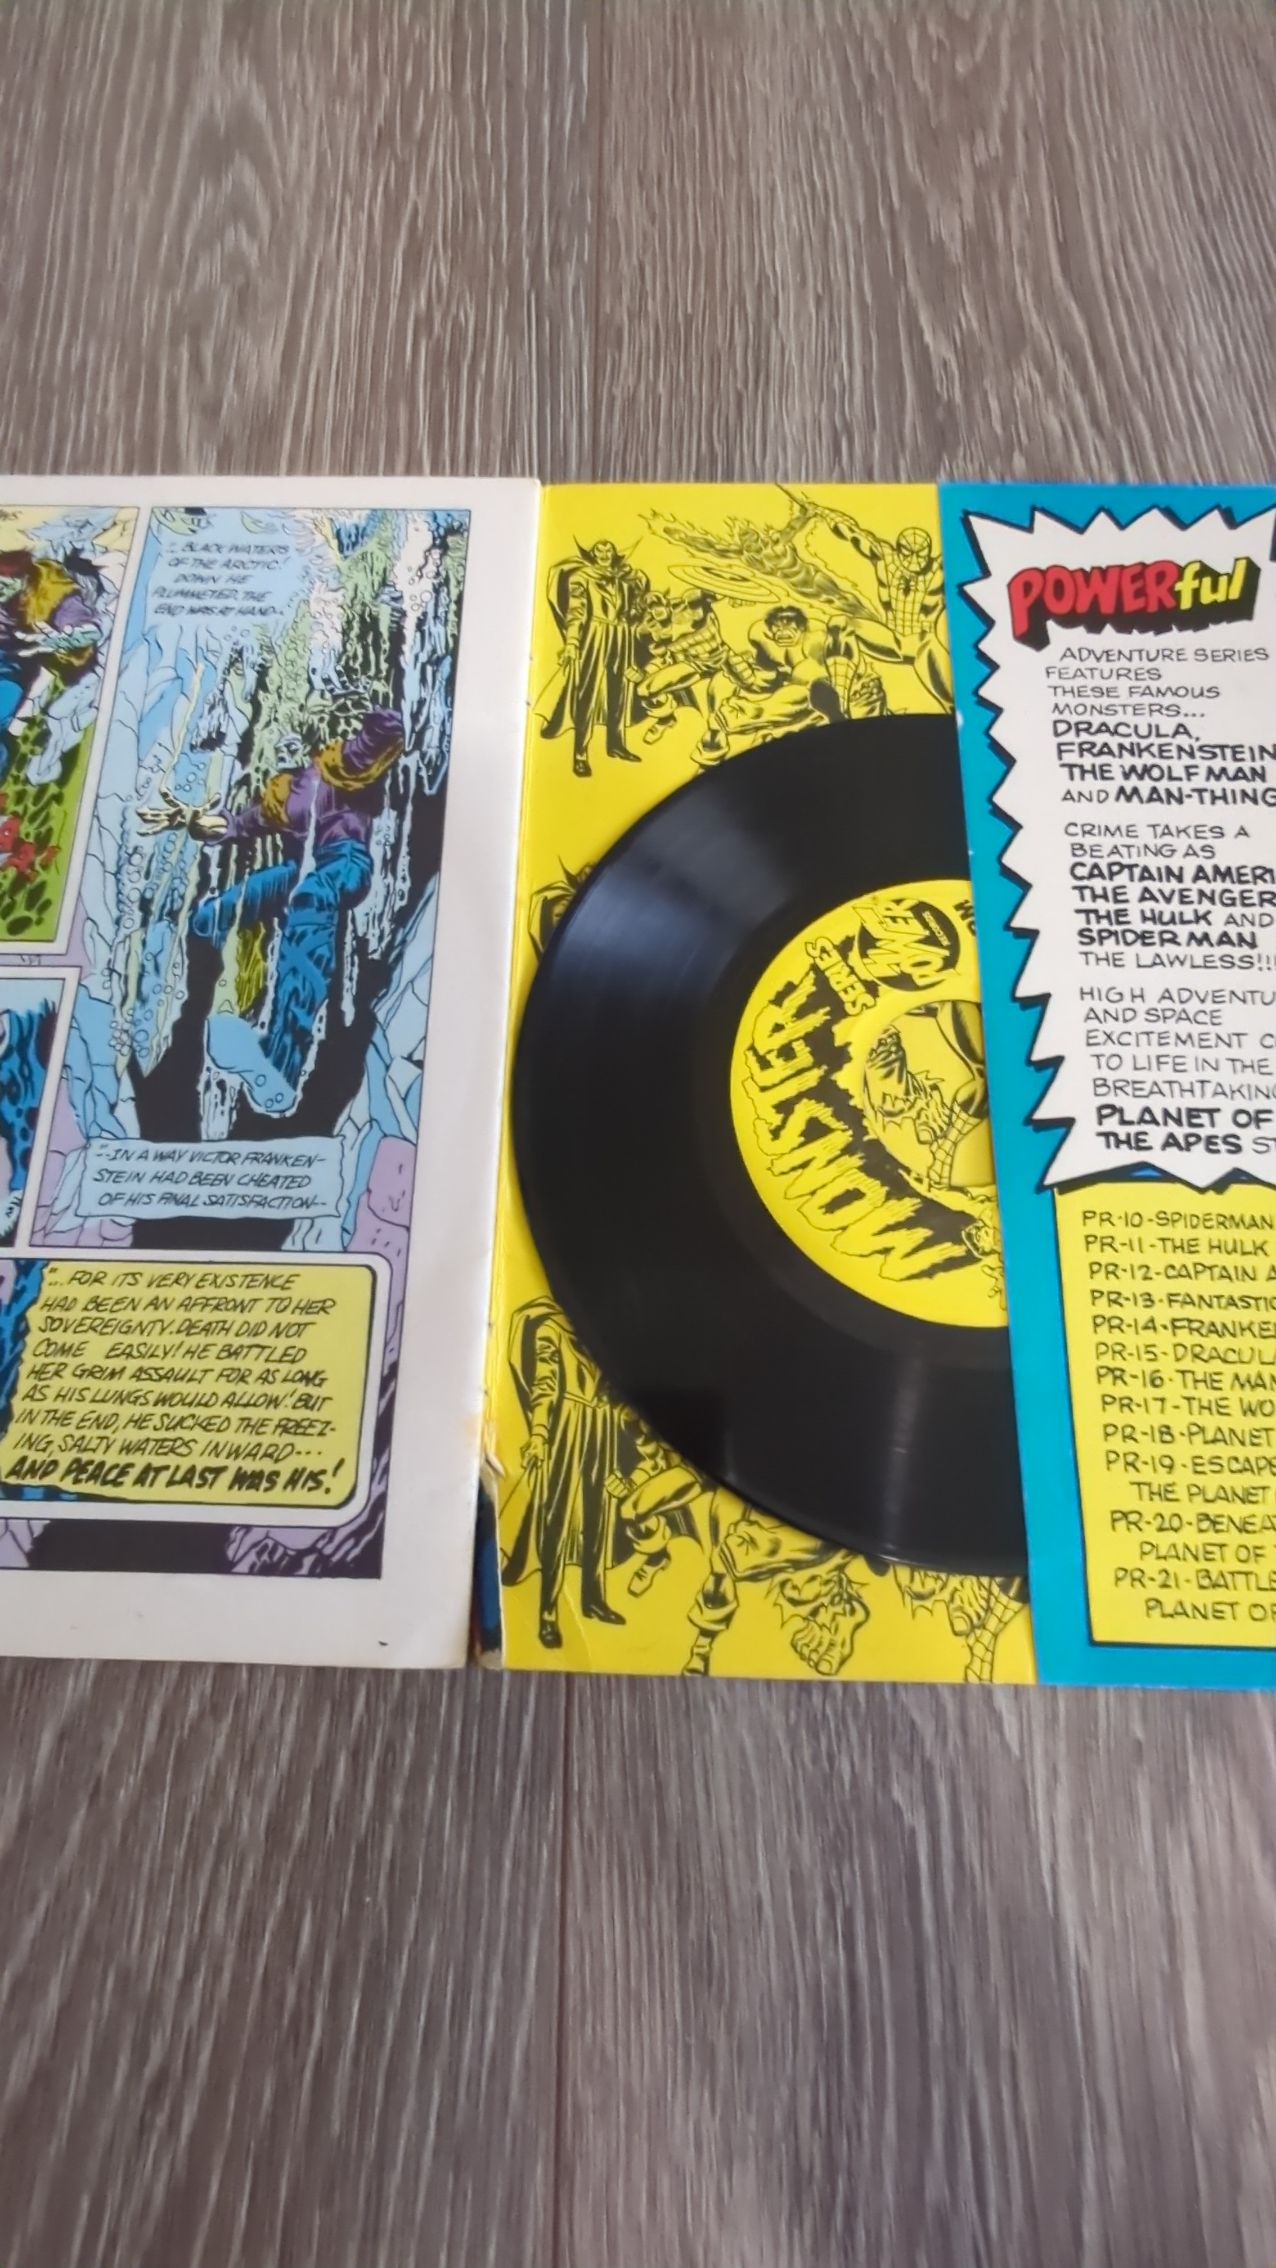 "... BLACK WATERS
OF THE ARCTIC!
DOWN HE
PLUMMETED. THE
END WAS AT HAND--
"--IN A WAY VICTOR FRANKEN-
STEIN HAD BEEN CHEATED
OF HIS FINAL SATISFACTION--
"... FOR ITS VERY EXISTENCE
HAD BEEN AN AFFRONT TO HER
SOVEREIGNTY. DEATH DID NOT
COME EASILY! HE BATTLED
HER GRIM ASSAULT FOR AS LONG
AS HIS LUNGS WOULD ALLOW! BUT
IN THE END, HE SUCKED THE FREEZ-
ING, SALTY WATERS INWARD---
AND PEACE AT LAST WAS HIS!
POWER
RECORDS
MONSTER
SERIES
POWERful
ADVENTURE SERIES
FEATURES
THESE FAMOUS
MONSTERS...
DRACULA,
FRANKENSTEIN
THE WOLFMAN
AND MAN-THING
CRIME TAKES A
BEATING AS
CAPTAIN AMERI
THE AVENGER
THE HULK AND
SPIDERMAN
THE LAWLESS!!!
HIGH ADVENTU
AND SPACE
EXCITEMENT C
TO LIFE IN THE
BREATHTAKING
PLANET OF
THE APES S
PR-10-SPIDERMAN
PR-11-THE HULK
PR-12-CAPTAIN A
PR-13-FANTASTIC
PR-14-FRANKE
PR-15-DRACULA
PR-16-THE MAN
PR-17-THE WO
PR-18-PLANET
PR-19-ESCAPE
THE PLANET
PR-20-BENEA
PLANET OF
PR-21-BATTLE
PLANET OF